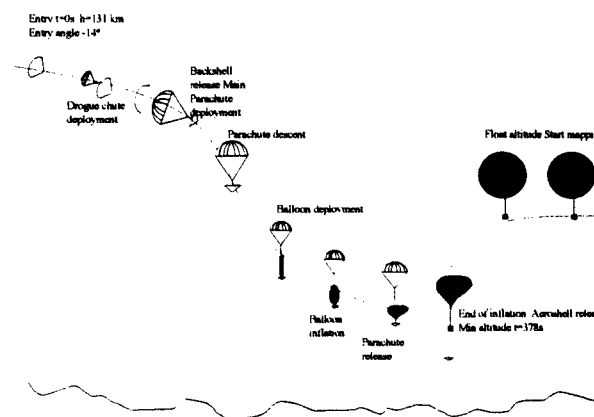 Entry t=0s h=131 km
Entry angle -14°
Backshell
release Main
Parachute
deployment
Drogue chute
deployment
Parachute descent
Float altitude Start mapp
Balloon deployment
Balloon
inflation
Parachute
release
End of inflation Aeroshell rele
Min altitude t=378s